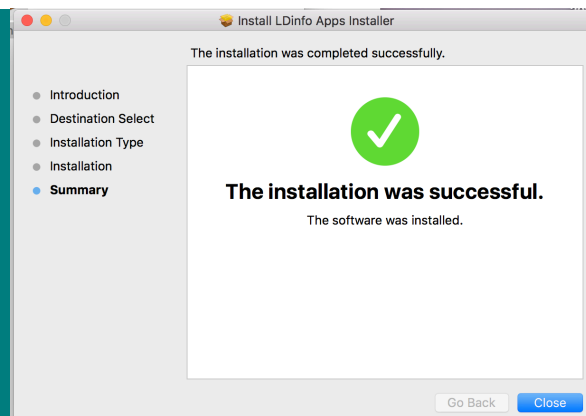 Install LDinfo Apps Installer
The installation was completed successfully.
Introduction
Destination Select
Installation Type
Installation
Summary
The installation was successful.
The software was installed.
Go Back
Close